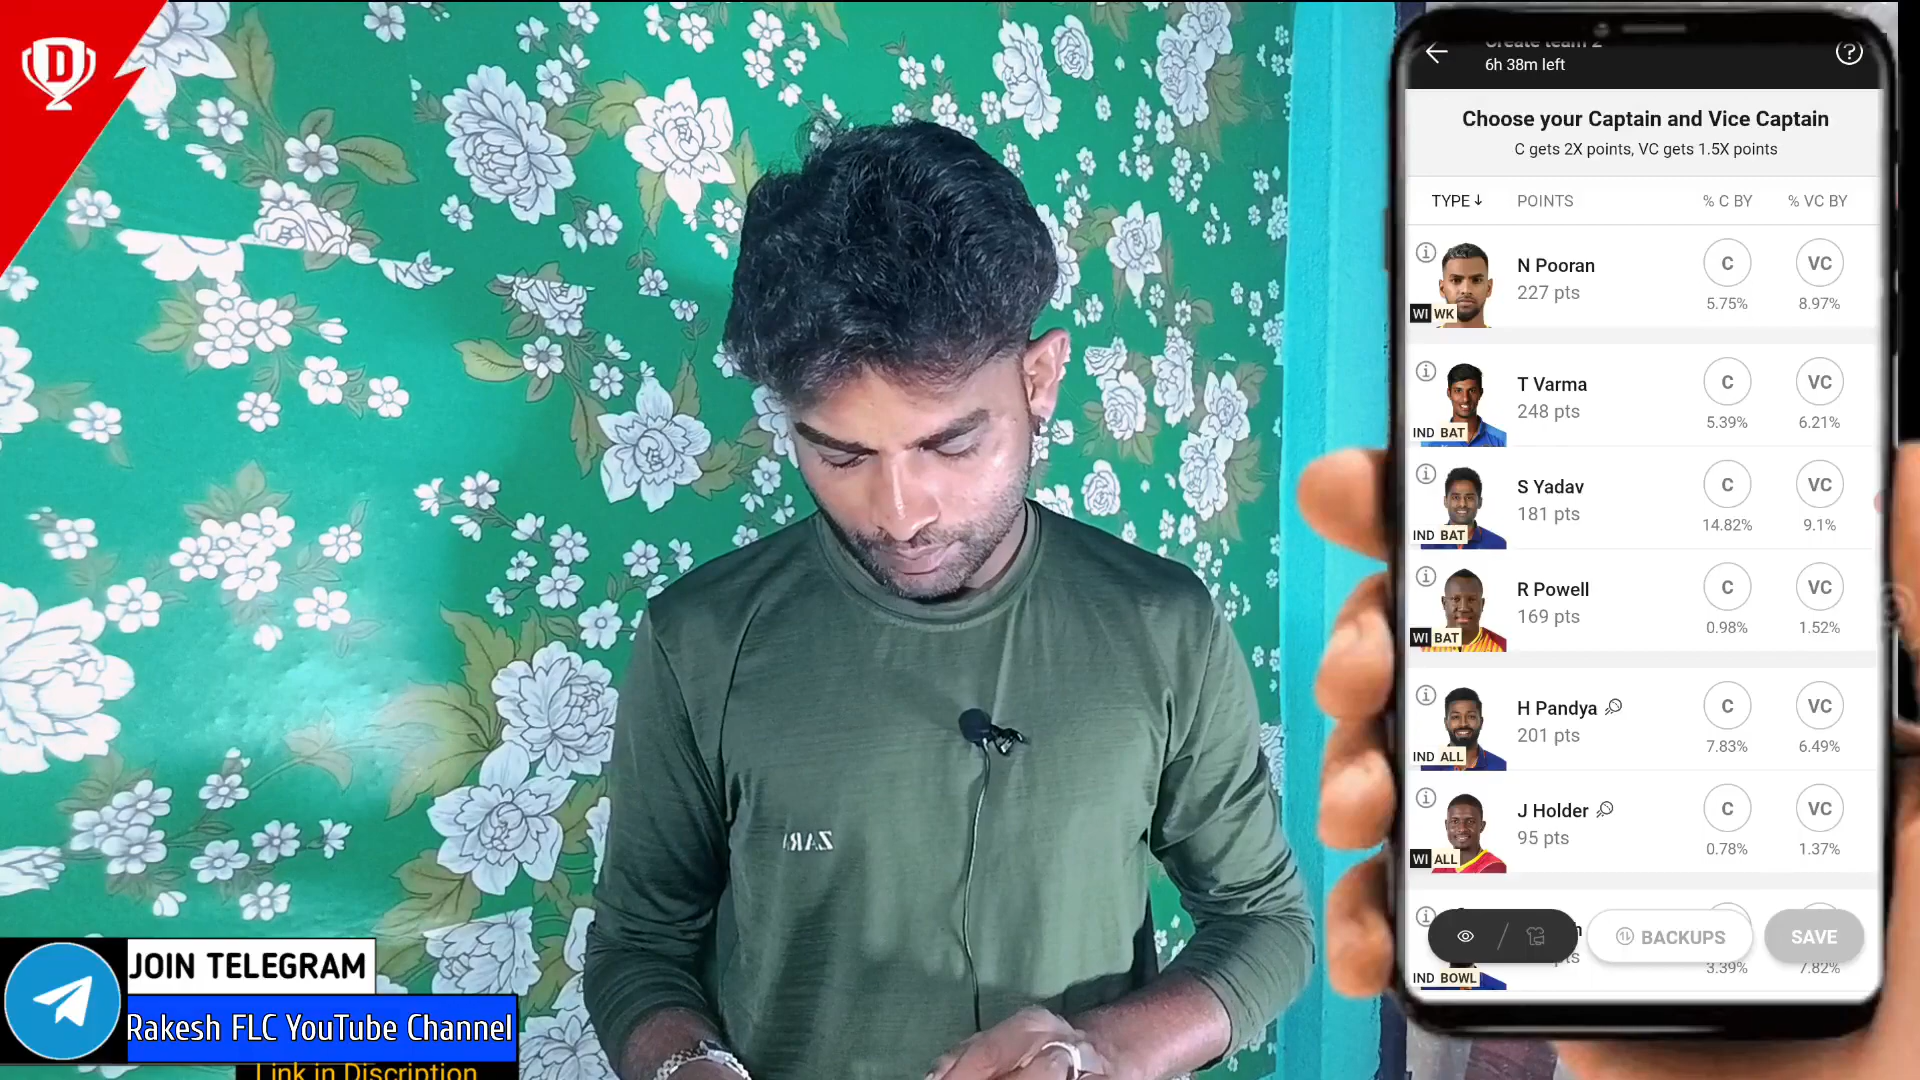 D
Create team 2
6h 38m left
Choose your Captain and Vice Captain
C gets 2X points, VC gets 1.5X points
TYPE POINTS % C BY % VC BY
N Pooran C VC
227 pts
WI WK 5.75% 8.97%
T Varma C VC
248 pts
IND BAT 5.39% 6.21%
S Yadav C VC
181 pts
IND BAT 14.82% 9.1%
R Powell C VC
169 pts
WI BAT 0.98% 1.52%
H Pandya C VC
201 pts
IND ALL 7.83% 6.49%
J Holder C VC
95 pts
WI ALL 0.78% 1.37%
BACKUPS SAVE
pts
IND BOWL 3.39% 7.82%
ZARA
JOIN TELEGRAM
Rakesh FLC YouTube Channel
Link in Discription